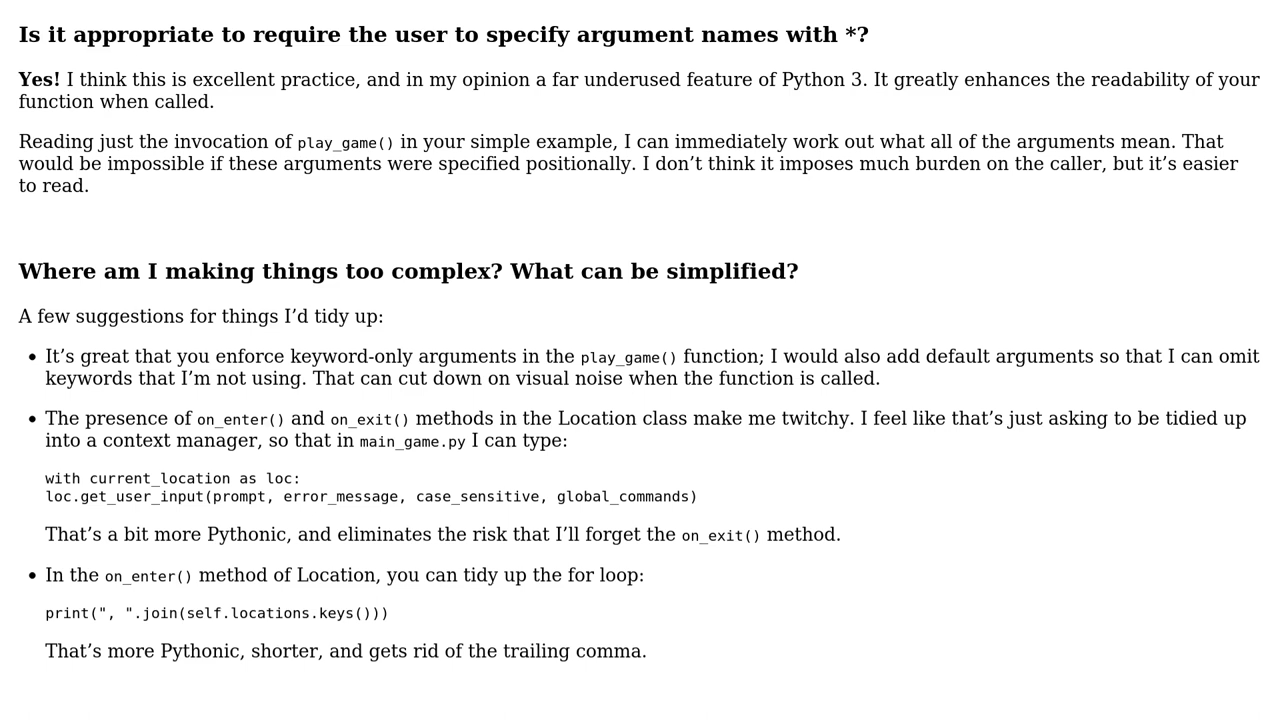 Is it appropriate to require the user to specify argument names with *?
Yes! I think this is excellent practice, and in my opinion a far underused feature of Python 3. It greatly enhances the readability of your
function when called.
Reading just the invocation of play_game() in your simple example, I can immediately work out what all of the arguments mean. That
would be impossible if these arguments were specified positionally. I don’t think it imposes much burden on the caller, but it’s easier
to read.
Where am I making things too complex? What can be simplified?
A few suggestions for things I’d tidy up:
• It’s great that you enforce keyword-only arguments in the play_game() function; I would also add default arguments so that I can omit
keywords that I’m not using. That can cut down on visual noise when the function is called.
• The presence of on_enter() and on_exit() methods in the Location class make me twitchy. I feel like that’s just asking to be tidied up
into a context manager, so that in main_game.py I can type:
with current_location as loc:
loc.get_user_input(prompt, error_message, case_sensitive, global_commands)
That’s a bit more Pythonic, and eliminates the risk that I’ll forget the on_exit() method.
• In the on_enter() method of Location, you can tidy up the for loop:
print(", ".join(self.locations.keys()))
That’s more Pythonic, shorter, and gets rid of the trailing comma.